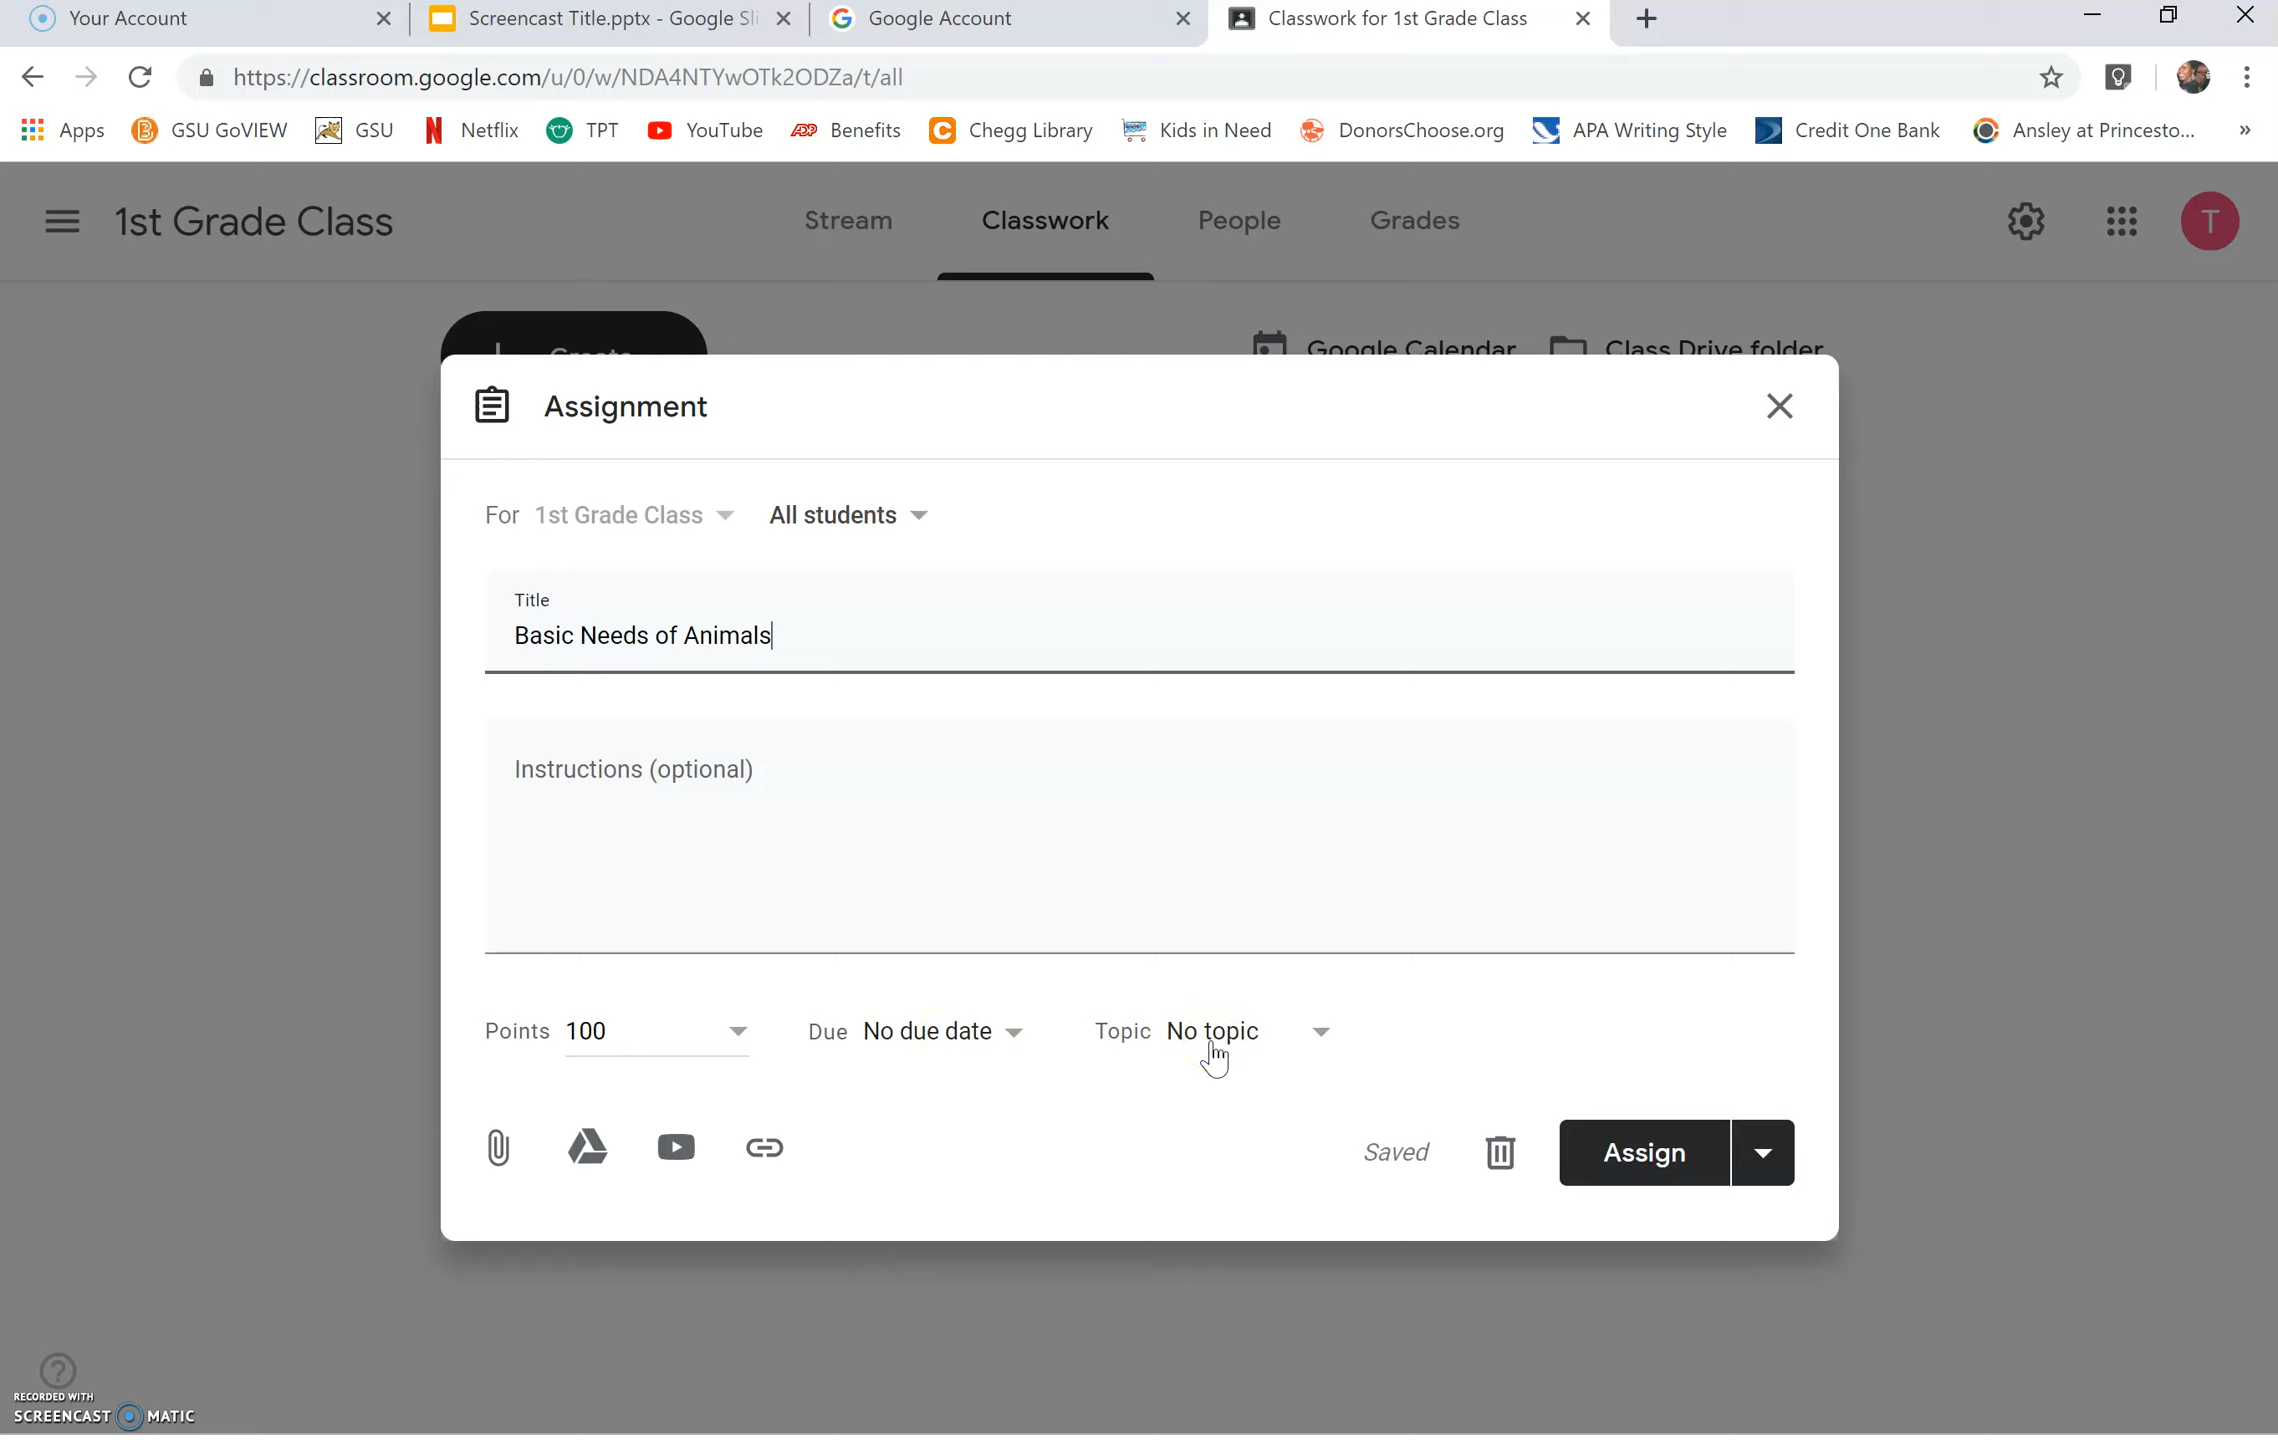 Your Account
Screencast Title.pptx - Google Sli
Google Account
Classwork for 1st Grade Class
https://classroom.google.com/u/0/w/NDA4NTYwOTk2ODZa/t/all
Apps GSU GoVIEW GSU Netflix TPT YouTube Benefits Chegg Library Kids in Need DonorsChoose.org APA Writing Style Credit One Bank Ansley at Princesto... »
1st Grade Class Stream Classwork People Grades T
Create Google Calendar Class Drive folder
Assignment
For 1st Grade Class All students
Title
Basic Needs of Animals
Instructions (optional)
Points 100 Due No due date Topic No topic
Saved Assign
RECORDED WITH
SCREENCAST MATIC